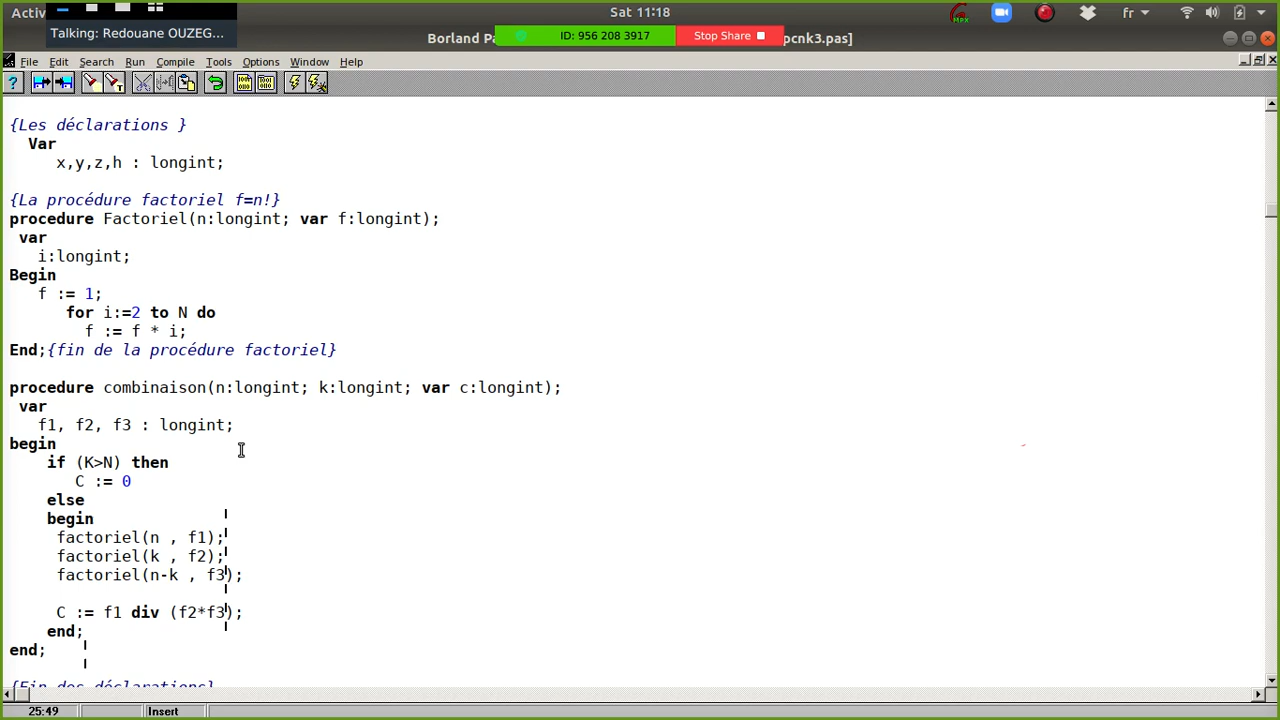 Activ
Sat 11:18
fr
Talking: Redouane OUZEG...
Borland Pa
ID: 956 208 3917
Stop Share
pcnk3.pas]
File Edit Search Run Compile Tools Options Window Help
{Les déclarations }
Var
x,y,z,h : longint;
{La procédure factoriel f=n!}
procedure Factoriel(n:longint; var f:longint);
var
i:longint;
Begin
f := 1;
for i:=2 to N do
f := f * i;
End;{fin de la procédure factoriel}
procedure combinaison(n:longint; k:longint; var c:longint);
var
f1, f2, f3 : longint;
begin
if (K>N) then
C := 0
else
begin
factoriel(n , f1);
factoriel(k , f2);
factoriel(n-k , f3);
C := f1 div (f2*f3);
end;
end;
{Fin des déclarations}
25:49
Insert